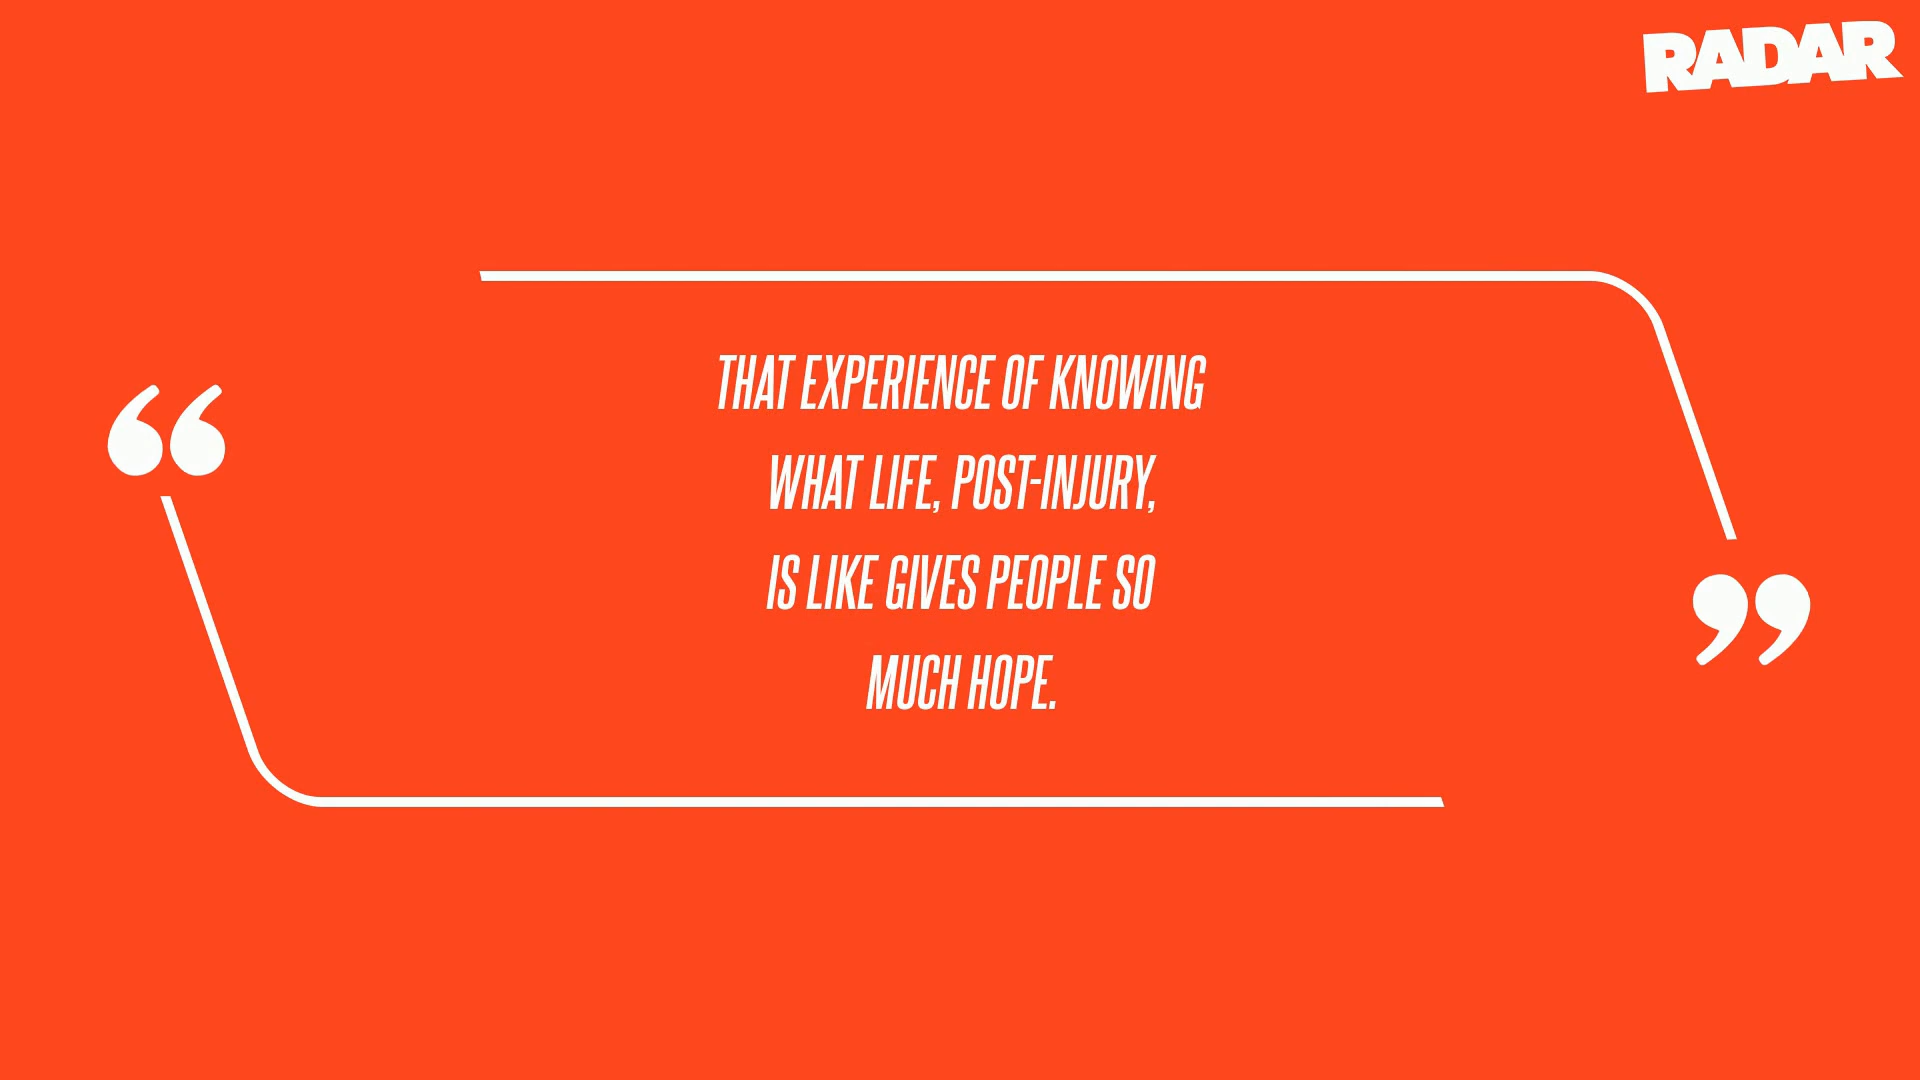 RADAR
“
THAT EXPERIENCE OF KNOWING
WHAT LIFE, POST-INJURY,
IS LIKE GIVES PEOPLE SO
MUCH HOPE.
”